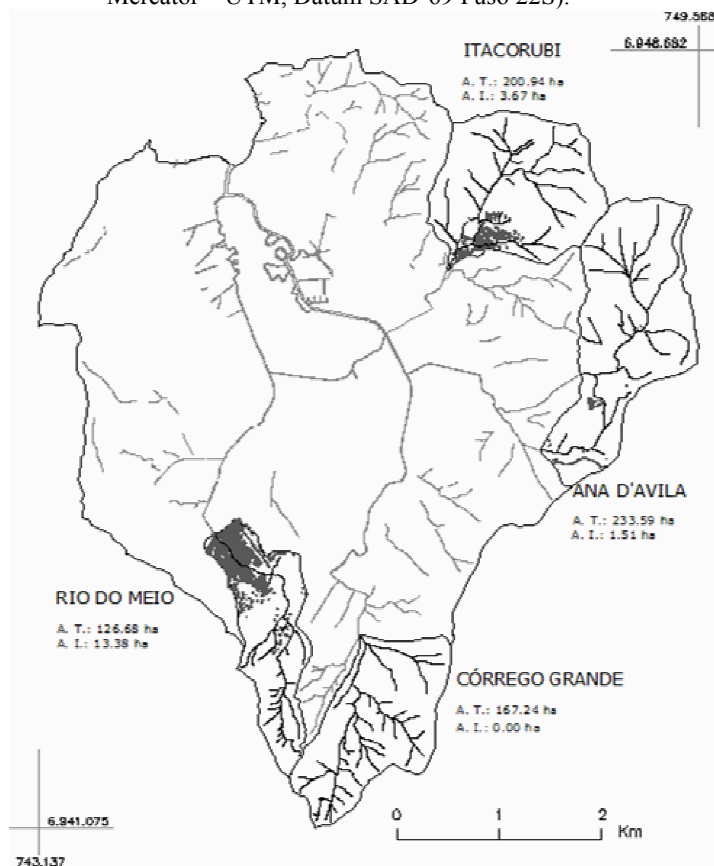 Mercator – UTM, Datum SAD-69 Fuso 22S).
749.568
6.948.682
ITACORUBI
A. T.: 200.94 ha
A. I.: 3.67 ha
ANA D'AVILA
A. T.: 233.59 ha
A. I.: 1.51 ha
RIO DO MEIO
A. T.: 126.68 ha
A. I.: 13.38 ha
CÓRREGO GRANDE
A. T.: 167.24 ha
A. I.: 0.00 ha
6.941.075
743.137
0 1 2
Km